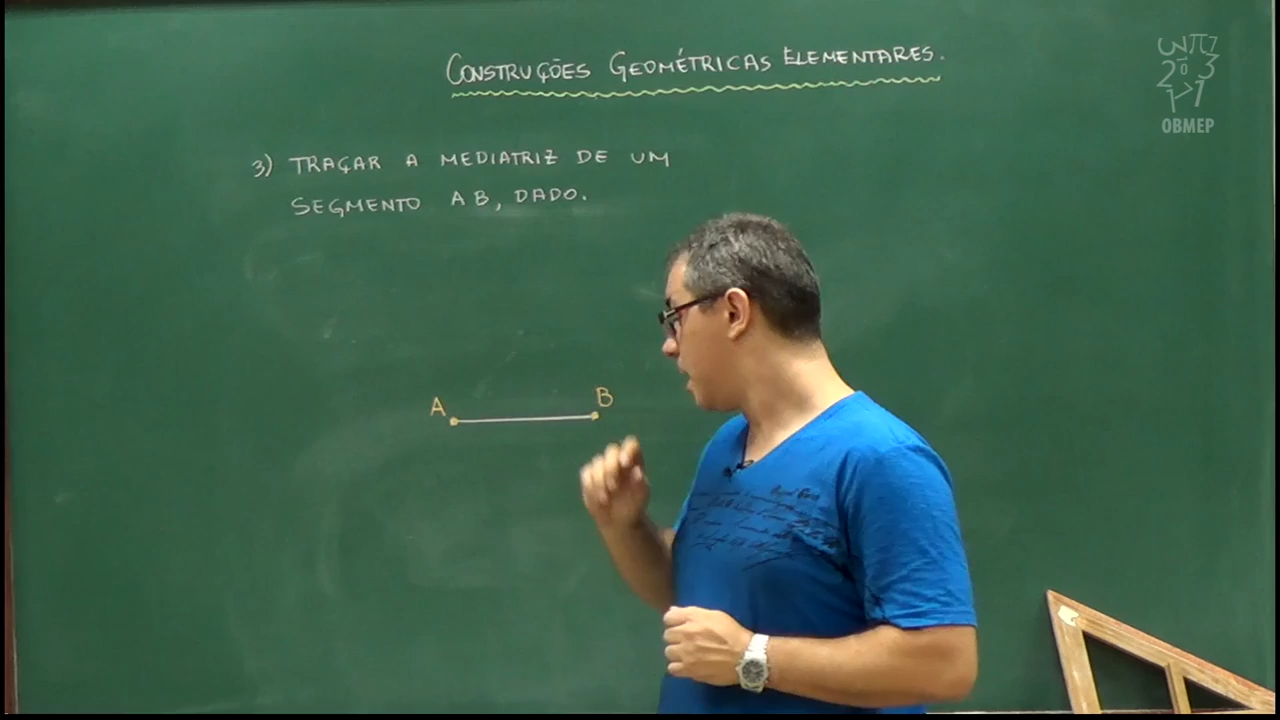 CONSTRUÇÕES GEOMÉTRICAS ELEMENTARES.
OBMEP
3) TRAÇAR A MEDIATRIZ DE UM
SEGMENTO AB, DADO.
A
B